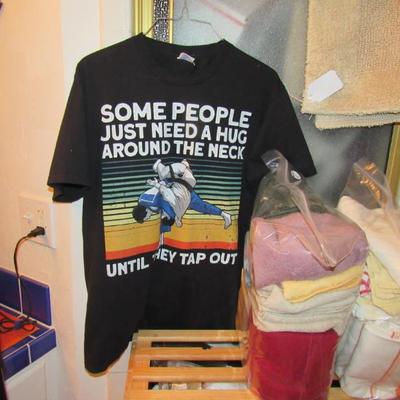 SOME PEOPLE
JUST NEED A HUG
AROUND THE NECK
UNTIL THEY TAP OUT